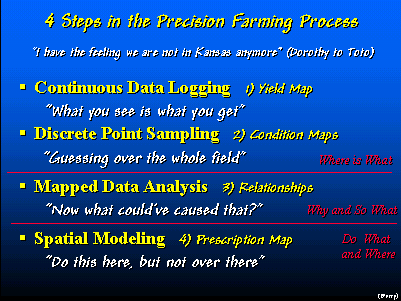 4 Steps in the Precision Farming Process
"I have the feeling we are not in Kansas anymore" (Dorothy to Toto)
▪ Continuous Data Logging 1) Yield Map
"What you see is what you get"
▪ Discrete Point Sampling 2) Condition Maps
"Guessing over the whole field" Where is What
▪ Mapped Data Analysis 3) Relationships
"Now what could've caused that?" Why and So What
▪ Spatial Modeling 4) Prescription Map Do What
"Do this here, but not over there" and Where
(Berry)